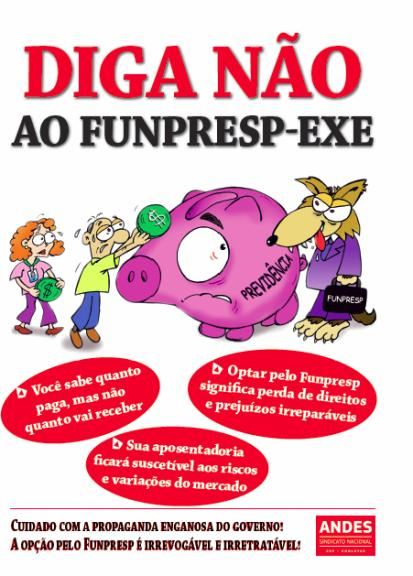 DIGA NÃO
AO FUNPRESP-EXE
PREVIDÊNCIA
FUNPRESP
Você sabe quanto
paga, mas não
quanto vai receber
Optar pelo Funpresp
significa perda de direitos
e prejuízos irreparáveis
Sua aposentadoria
ficará suscetível aos riscos
e variações do mercado
CUIDADO COM A PROPAGANDA ENGANOSA DO GOVERNO!
A OPÇÃO PELO FUNPRESP É IRREVOGÁVEL E IRRETRATÁVEL!
ANDES
SINDICATO NACIONAL
CSP - CONLUTAS